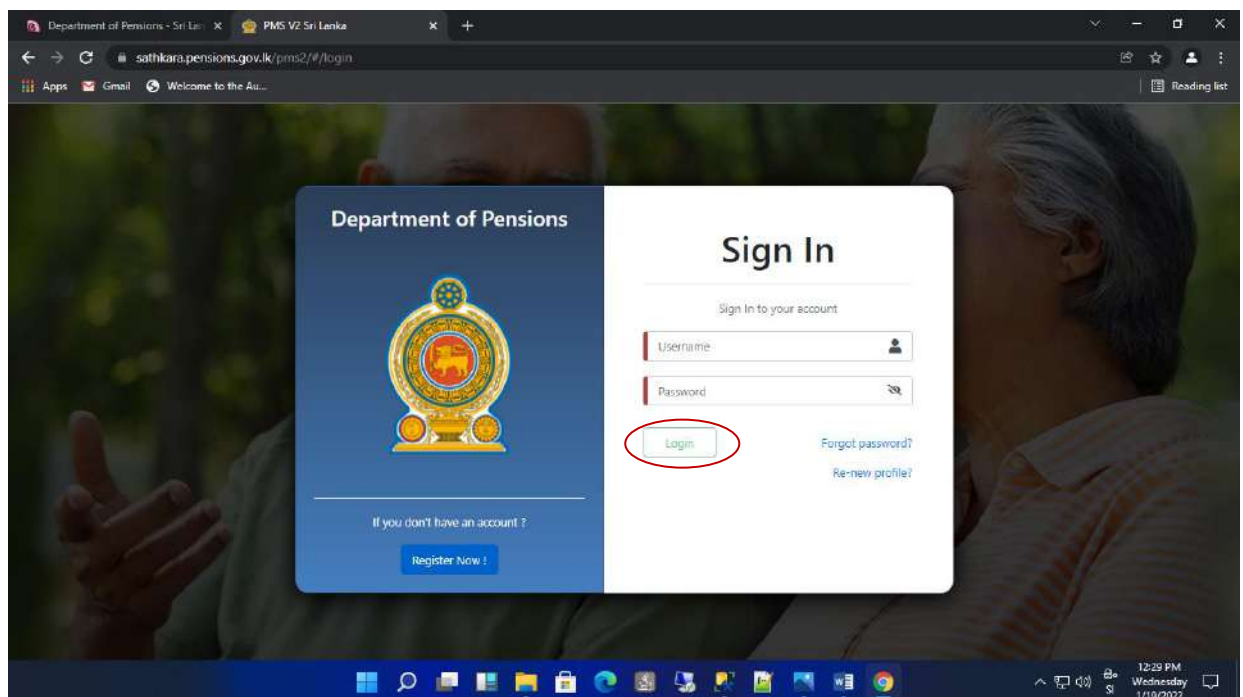 Department of Pensions - Sri Lan
PMS V2 Sri Lanka
sathkara.pensions.gov.lk/pms2/#/login
Apps
Gmail
Welcome to the Au...
Reading list
Department of Pensions
If you don't have an account ?
Register Now !
Sign In
Sign In to your account
Username
Password
Login
Forgot password?
Re-new profile?
SI
12:29 PM
Wednesday